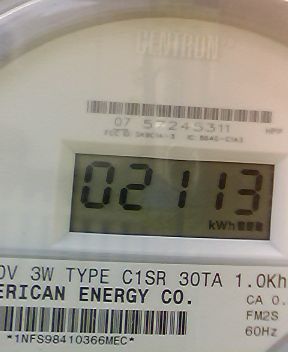 CENTRON
07 57245311
02113
kWh
0V 3W TYPE C1SR 30TA 1.0Kh
ERICAN ENERGY CO.
CA 0.
FM2S
60Hz
*1NFS98410366MEC*